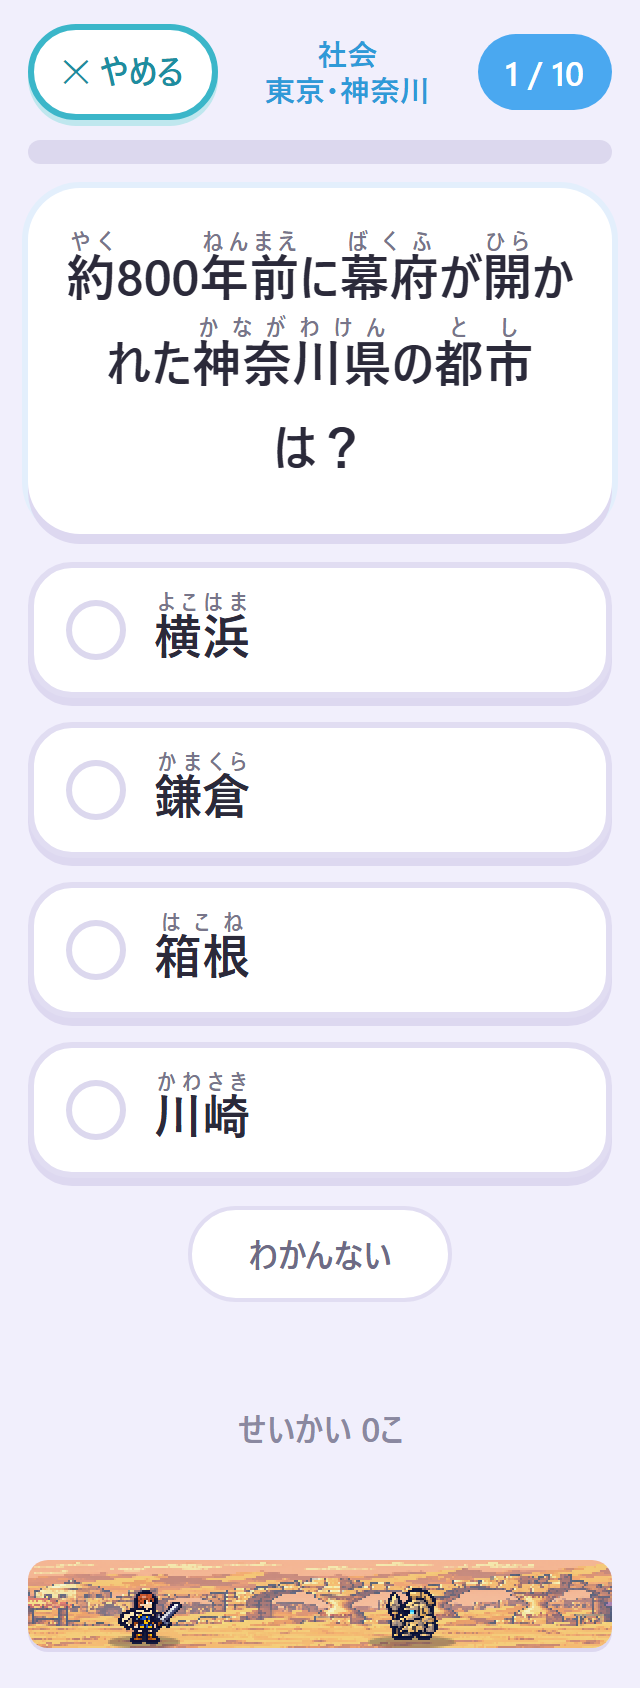 × やめる
社会
東京・神奈川
1 / 10
やく ねんまえ ばくふ ひら
約800年前に幕府が開か
かながわけん とし
れた神奈川県の都市
は？
よこはま
横浜
かまくら
鎌倉
はこね
箱根
かわさき
川崎
わかんない
せいかい 0こ